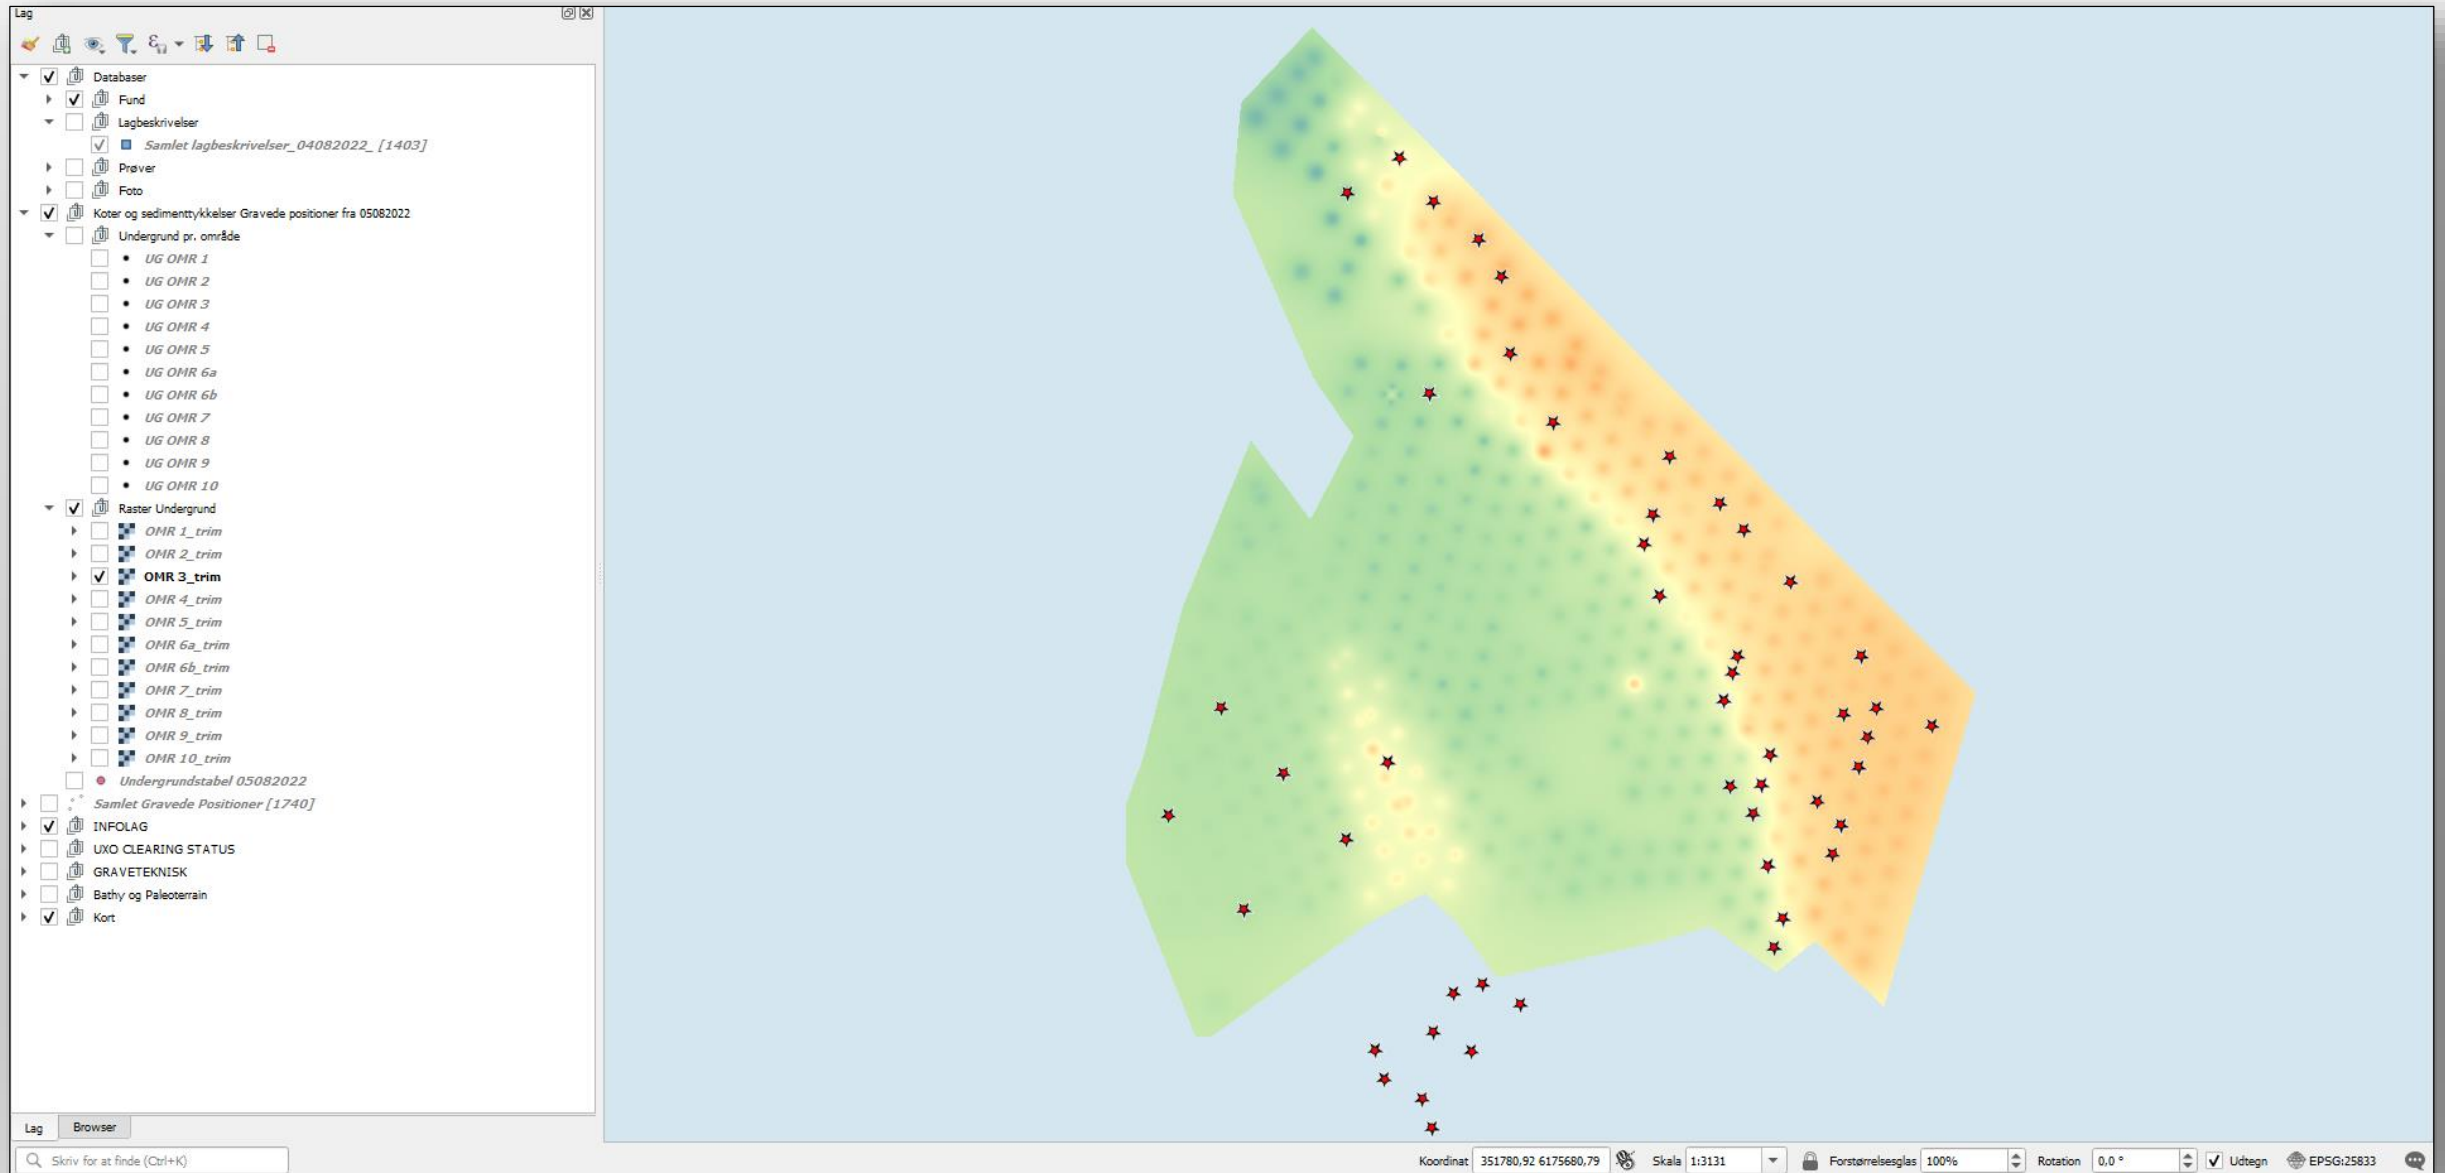 Lag
Databaser
Fund
Lagbeskrivelser
Samlet lagbeskrivelser_04082022_ [1403]
Prøver
Foto
Koter og sedimenttykkelser Gravede positioner fra 05082022
Undergrund pr. område
UG OMR 1
UG OMR 2
UG OMR 3
UG OMR 4
UG OMR 5
UG OMR 6a
UG OMR 6b
UG OMR 7
UG OMR 8
UG OMR 9
UG OMR 10
Raster Undergrund
OMR 1_trim
OMR 2_trim
OMR 3_trim
OMR 4_trim
OMR 5_trim
OMR 6a_trim
OMR 6b_trim
OMR 7_trim
OMR 8_trim
OMR 9_trim
OMR 10_trim
Undergrundstabel 05082022
Samlet Gravede Positioner [1740]
INFOLAG
UXO CLEARING STATUS
GRAVETEKNISK
Bathy og Paleoterrain
Kort
Lag Browser
Skriv for at finde (Ctrl+K) Koordinat 351780,92 6175680,79 Skala 1:3131 Forstørrelsesglas 100% Rotation 0,0 ° Udtegn EPSG:25833